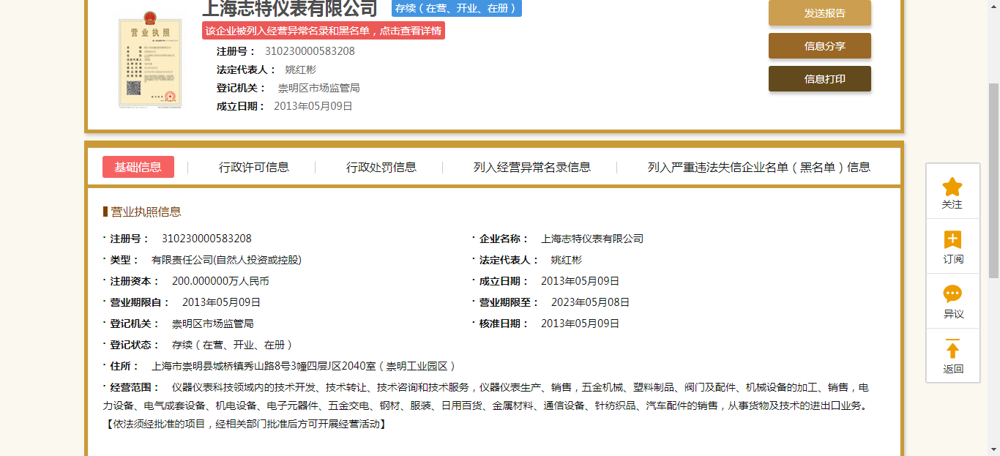 上海志特仪表有限公司 存续（在营、开业、在册）
该企业被列入经营异常名录和黑名单，点击查看详情
注册号： 310230000583208
法定代表人： 姚红彬
登记机关： 崇明区市场监管局
成立日期： 2013年05月09日
营业执照
发送报告
信息分享
信息打印
基础信息 行政许可信息 行政处罚信息 列入经营异常名录信息 列入严重违法失信企业名单（黑名单）信息
营业执照信息
· 注册号： 310230000583208 · 企业名称： 上海志特仪表有限公司
· 类型： 有限责任公司(自然人投资或控股) · 法定代表人： 姚红彬
· 注册资本： 200.000000万人民币 · 成立日期： 2013年05月09日
· 营业期限自： 2013年05月09日 · 营业期限至： 2023年05月08日
· 登记机关： 崇明区市场监管局 · 核准日期： 2013年05月09日
· 登记状态： 存续（在营、开业、在册）
· 住所： 上海市崇明县城桥镇秀山路8号3幢四层J区2040室（崇明工业园区）
· 经营范围： 仪器仪表科技领域内的技术开发、技术转让、技术咨询和技术服务，仪器仪表生产、销售，五金机械、塑料制品、阀门及配件、机械设备的加工、销售，电
力设备、电气成套设备、机电设备、电子元器件、五金交电、钢材、服装、日用百货、金属材料、通信设备、针纺织品、汽车配件的销售，从事货物及技术的进出口业务。
【依法须经批准的项目，经相关部门批准后方可开展经营活动】
关注
订阅
异议
返回